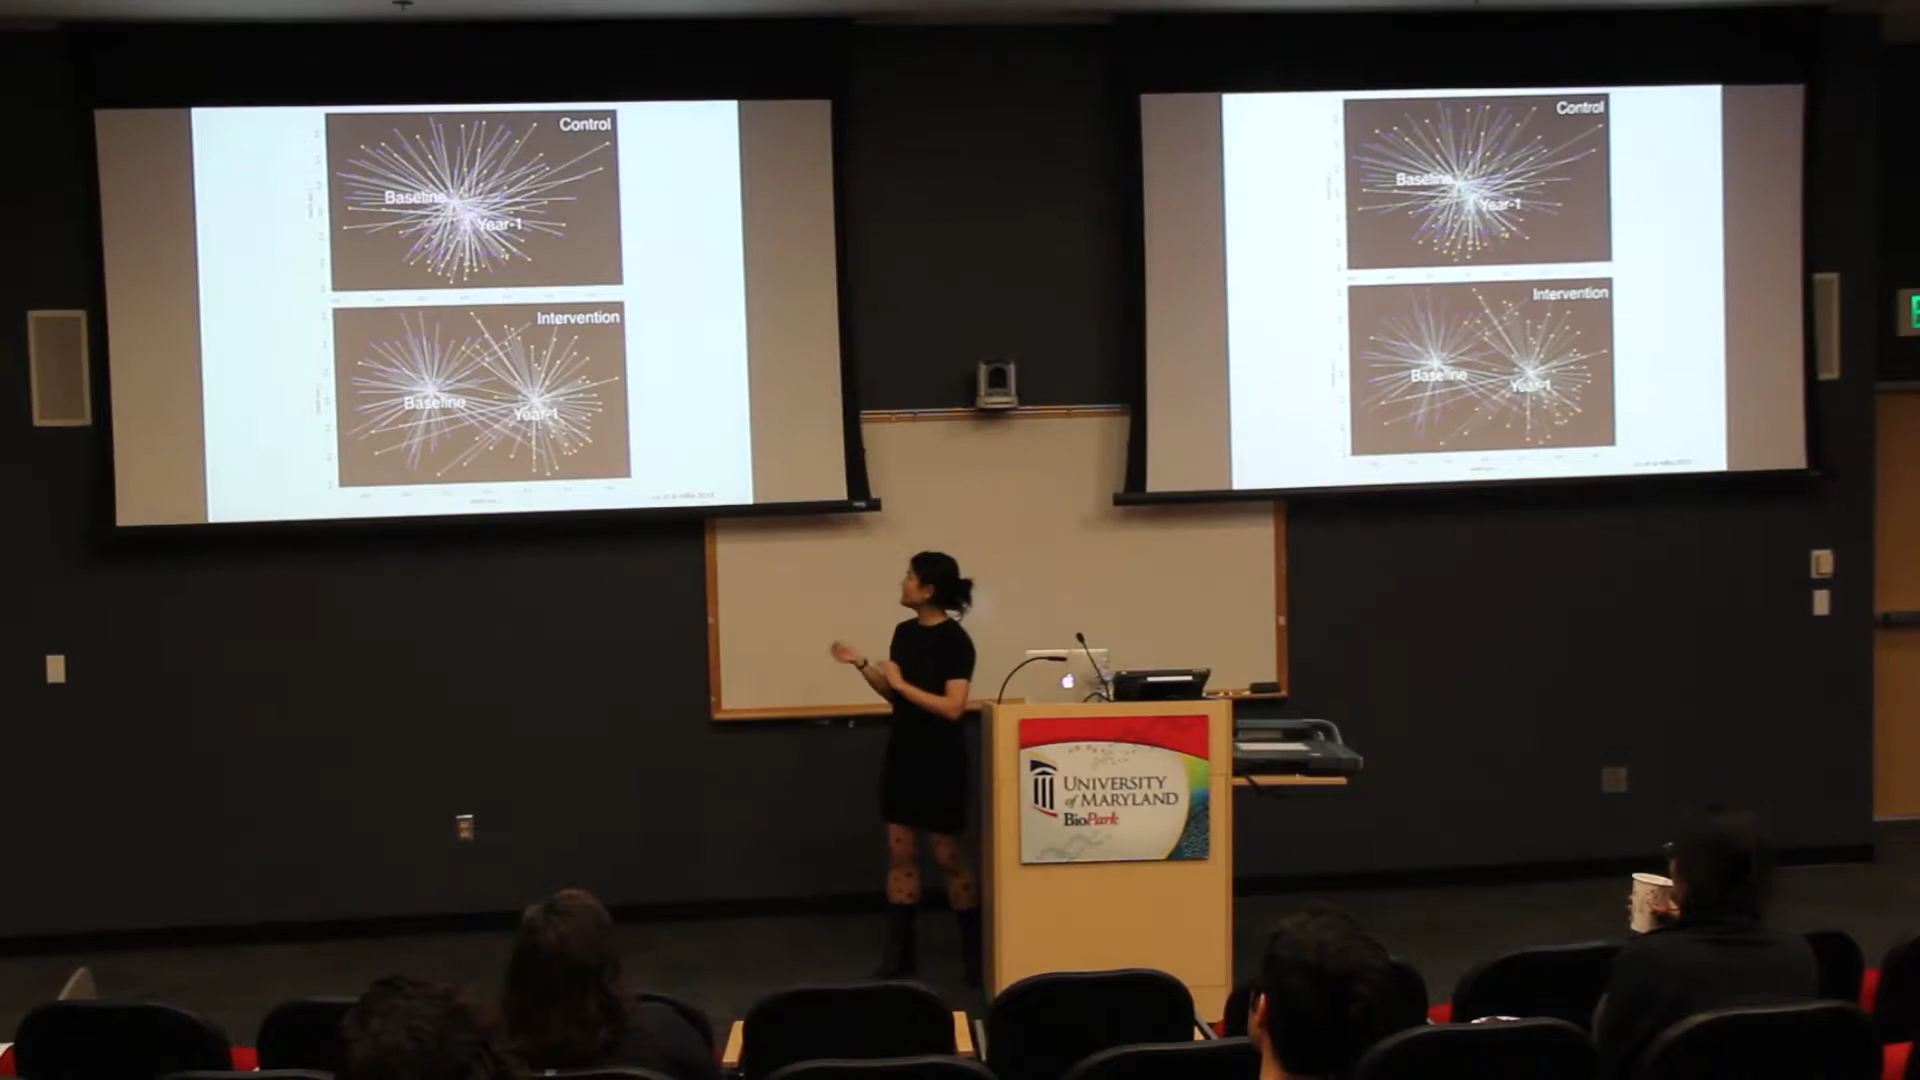 Control
Baseline
Year-1
Intervention
Baseline
Year-1
Control
Baseline
Year-1
Intervention
Baseline
Year-1
UNIVERSITY
of MARYLAND
BioPark